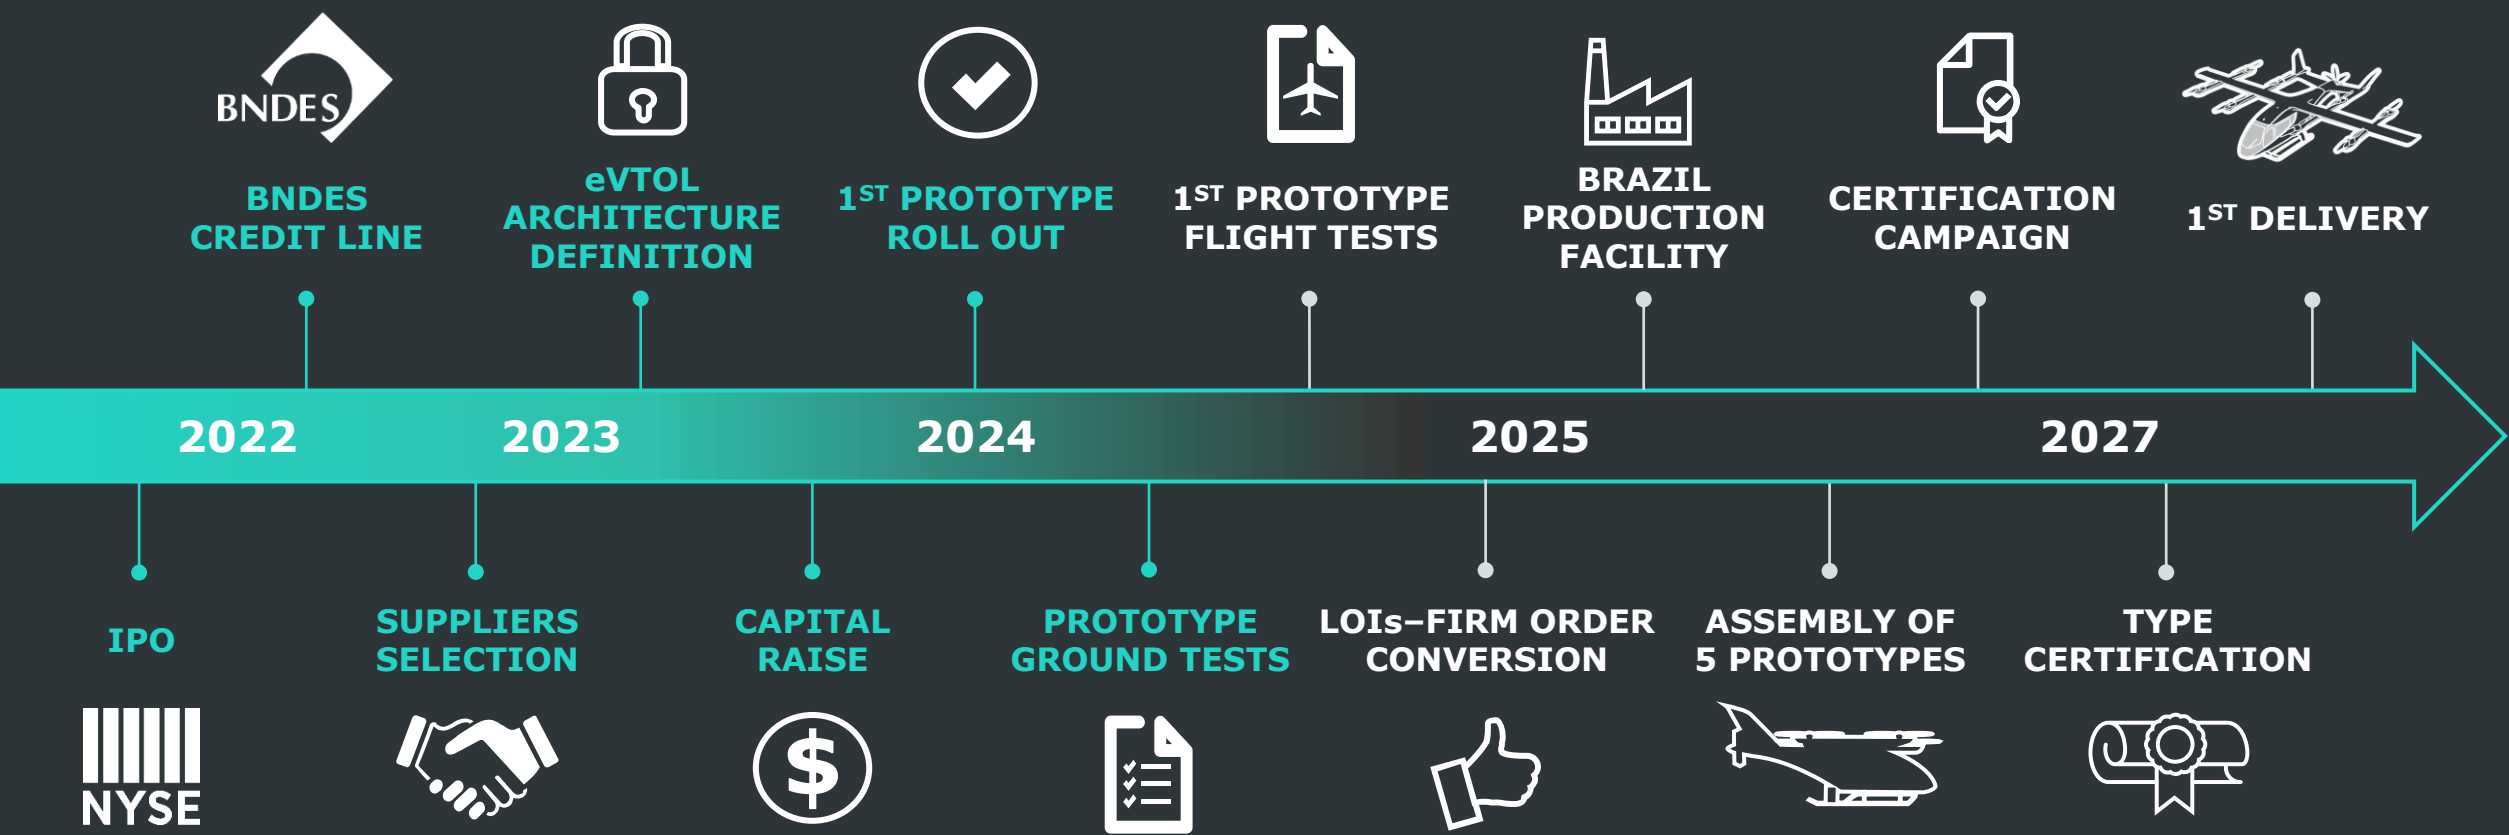 BNDES
BNDES
CREDIT LINE
eVTOL
ARCHITECTURE
DEFINITION
1ST PROTOTYPE
ROLL OUT
1ST PROTOTYPE
FLIGHT TESTS
BRAZIL
PRODUCTION
FACILITY
CERTIFICATION
CAMPAIGN
1ST DELIVERY
2022
2023
2024
2025
2027
IPO
NYSE
SUPPLIERS
SELECTION
CAPITAL
RAISE
$
PROTOTYPE
GROUND TESTS
LOIs–FIRM ORDER
CONVERSION
ASSEMBLY OF
5 PROTOTYPES
TYPE
CERTIFICATION